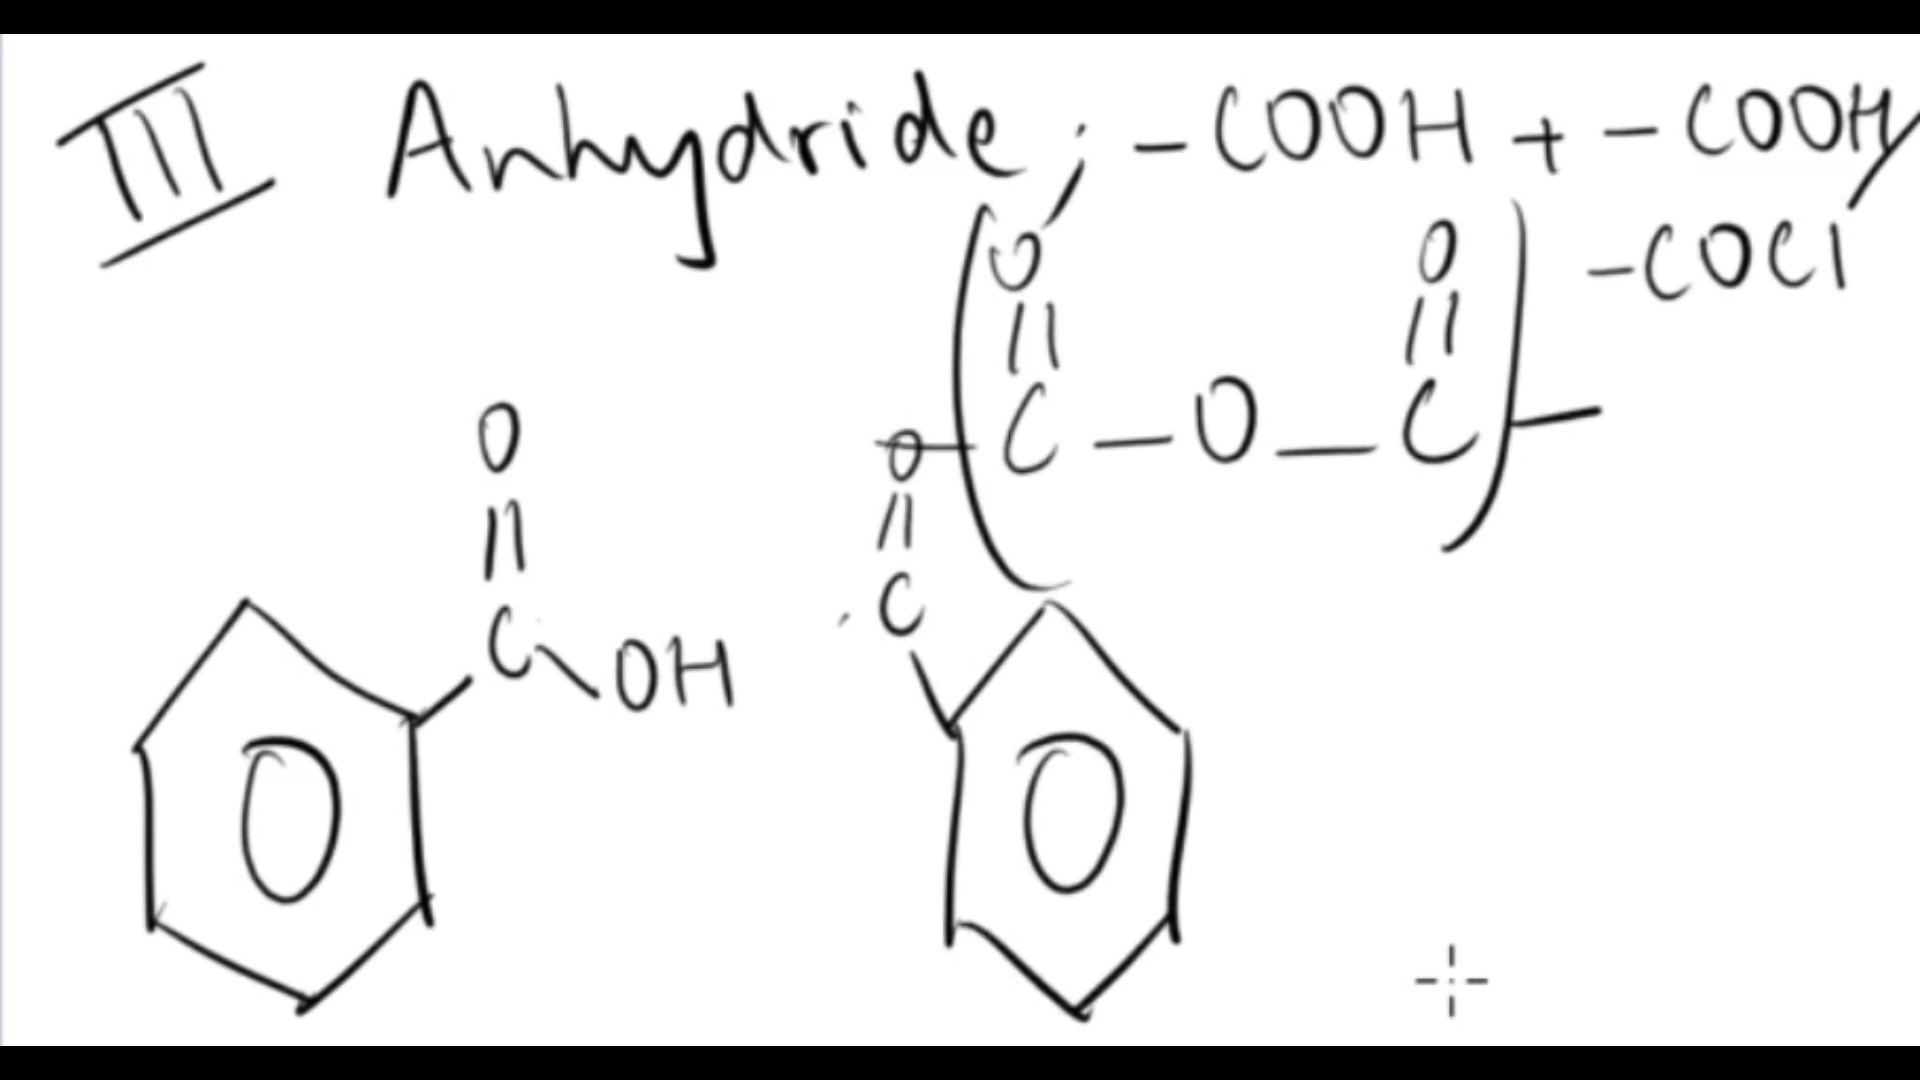 III Anhydride; -COOH + -COOH/
-COCl
O O
|| ||
-(C-O-C)-
O O
|| ||
C-OH C